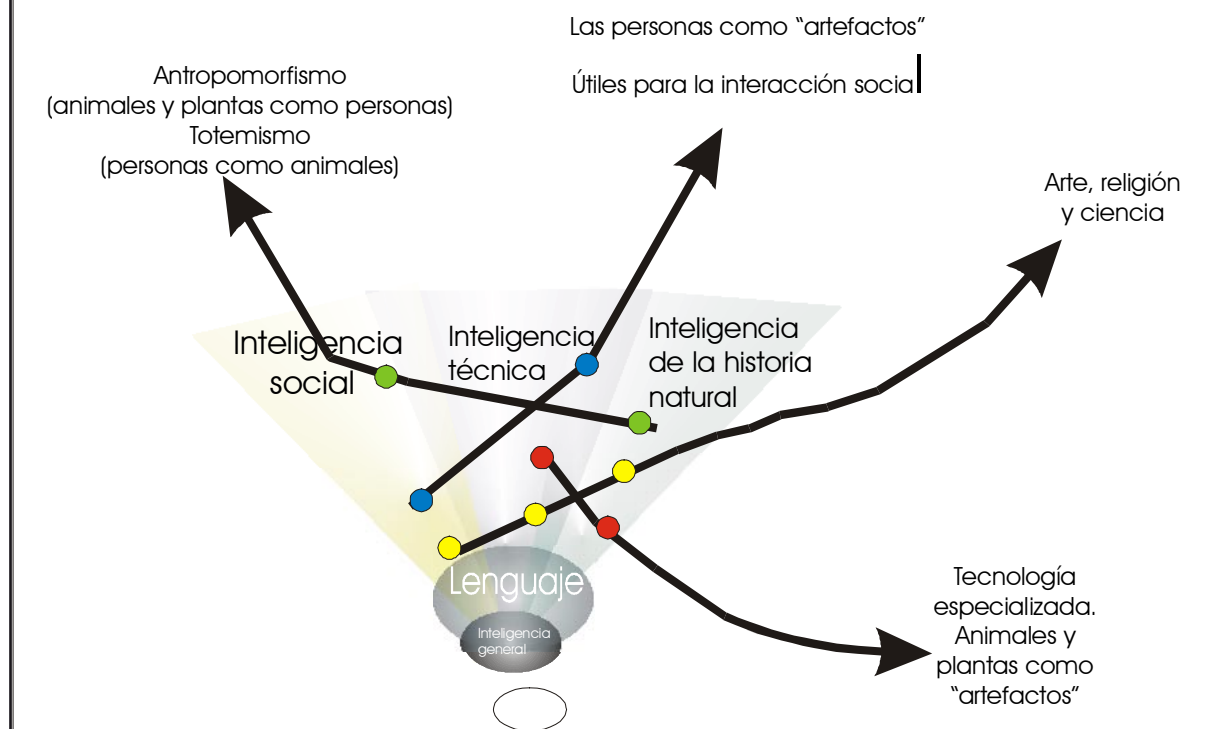 Las personas como “artefactos”
Útiles para la interacción social
Antropomorfismo
(animales y plantas como personas)
Totemismo
(personas como animales)
Arte, religión
y ciencia
Inteligencia
social
Inteligencia
técnica
Inteligencia
de la historia
natural
Lenguaje
Inteligencia
general
Tecnología
especializada.
Animales y
plantas como
“artefactos”